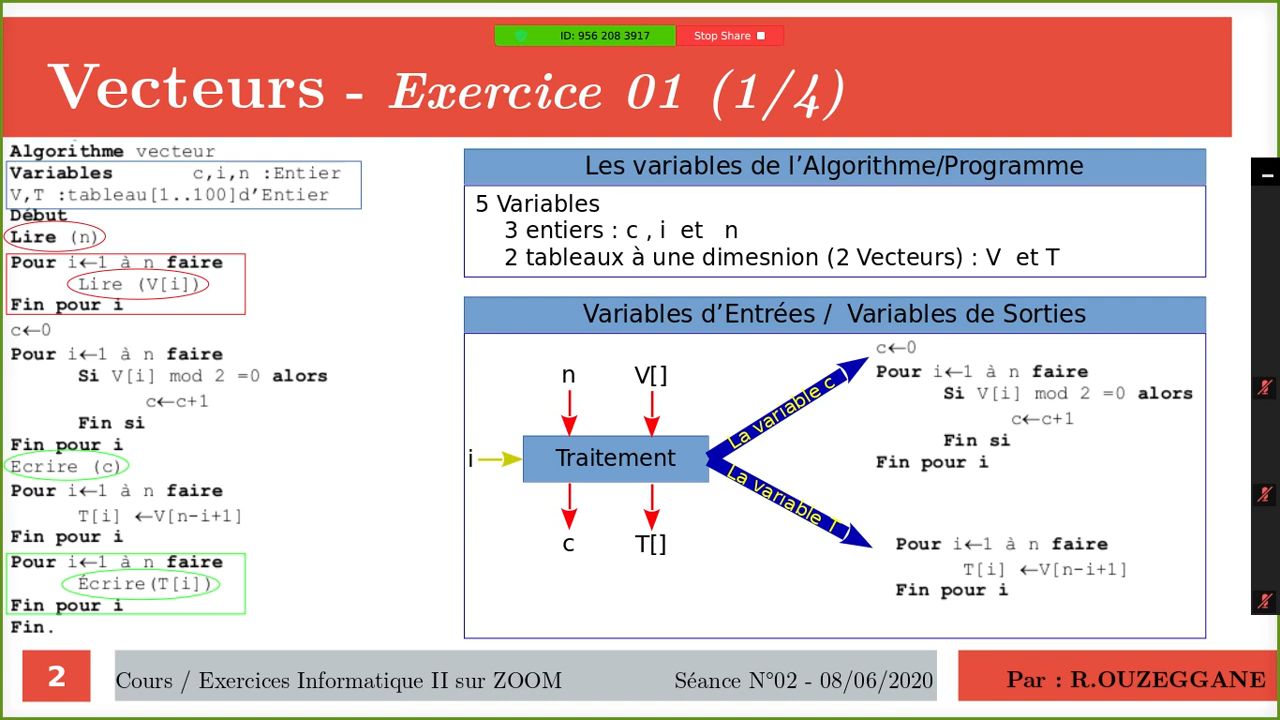 ID: 956 208 3917
Stop Share
Vecteurs - Exercice 01 (1/4)
Algorithme vecteur
Variables c,i,n :Entier
V,T :tableau[1..100]d'Entier
Début
Lire (n)
Pour i←1 à n faire
Lire (V[i])
Fin pour i
c←0
Pour i←1 à n faire
Si V[i] mod 2 =0 alors
c←c+1
Fin si
Fin pour i
Ecrire (c)
Pour i←1 à n faire
T[i] ←V[n-i+1]
Fin pour i
Pour i←1 à n faire
Écrire(T[i])
Fin pour i
Fin.
Les variables de l’Algorithme/Programme
5 Variables
3 entiers : c , i et n
2 tableaux à une dimesnion (2 Vecteurs) : V et T
Variables d’Entrées / Variables de Sorties
n V[]
i
Traitement
c T[]
La variable c
La variable T
c←0
Pour i←1 à n faire
Si V[i] mod 2 =0 alors
c←c+1
Fin si
Fin pour i
Pour i←1 à n faire
T[i] ←V[n-i+1]
Fin pour i
2
Cours / Exercices Informatique II sur ZOOM
Séance N°02 - 08/06/2020
Par : R.OUZEGGANE